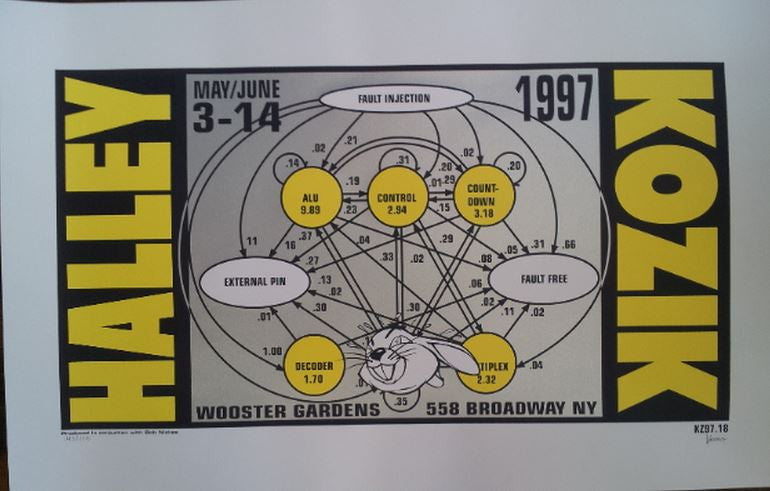 HALLEY
MAY/JUNE
3-14
1997
KOZIK
FAULT INJECTION
.02
.21
.14
.31
.20
.02
.20
.19
.01
.29
ALU
9.89
CONTROL
2.94
COUNT-
DOWN
3.18
.23
.15
11
16
.37
.04
.29
.05
.31
.66
.27
.33
.02
.08
EXTERNAL PIN
.13
.02
.06
FAULT FREE
.01
.30
.30
.02
.11
.02
1.00
DECODER
1.70
TIPLEX
2.32
.04
.35
WOOSTER GARDENS
558 BROADWAY NY
KZ97.18